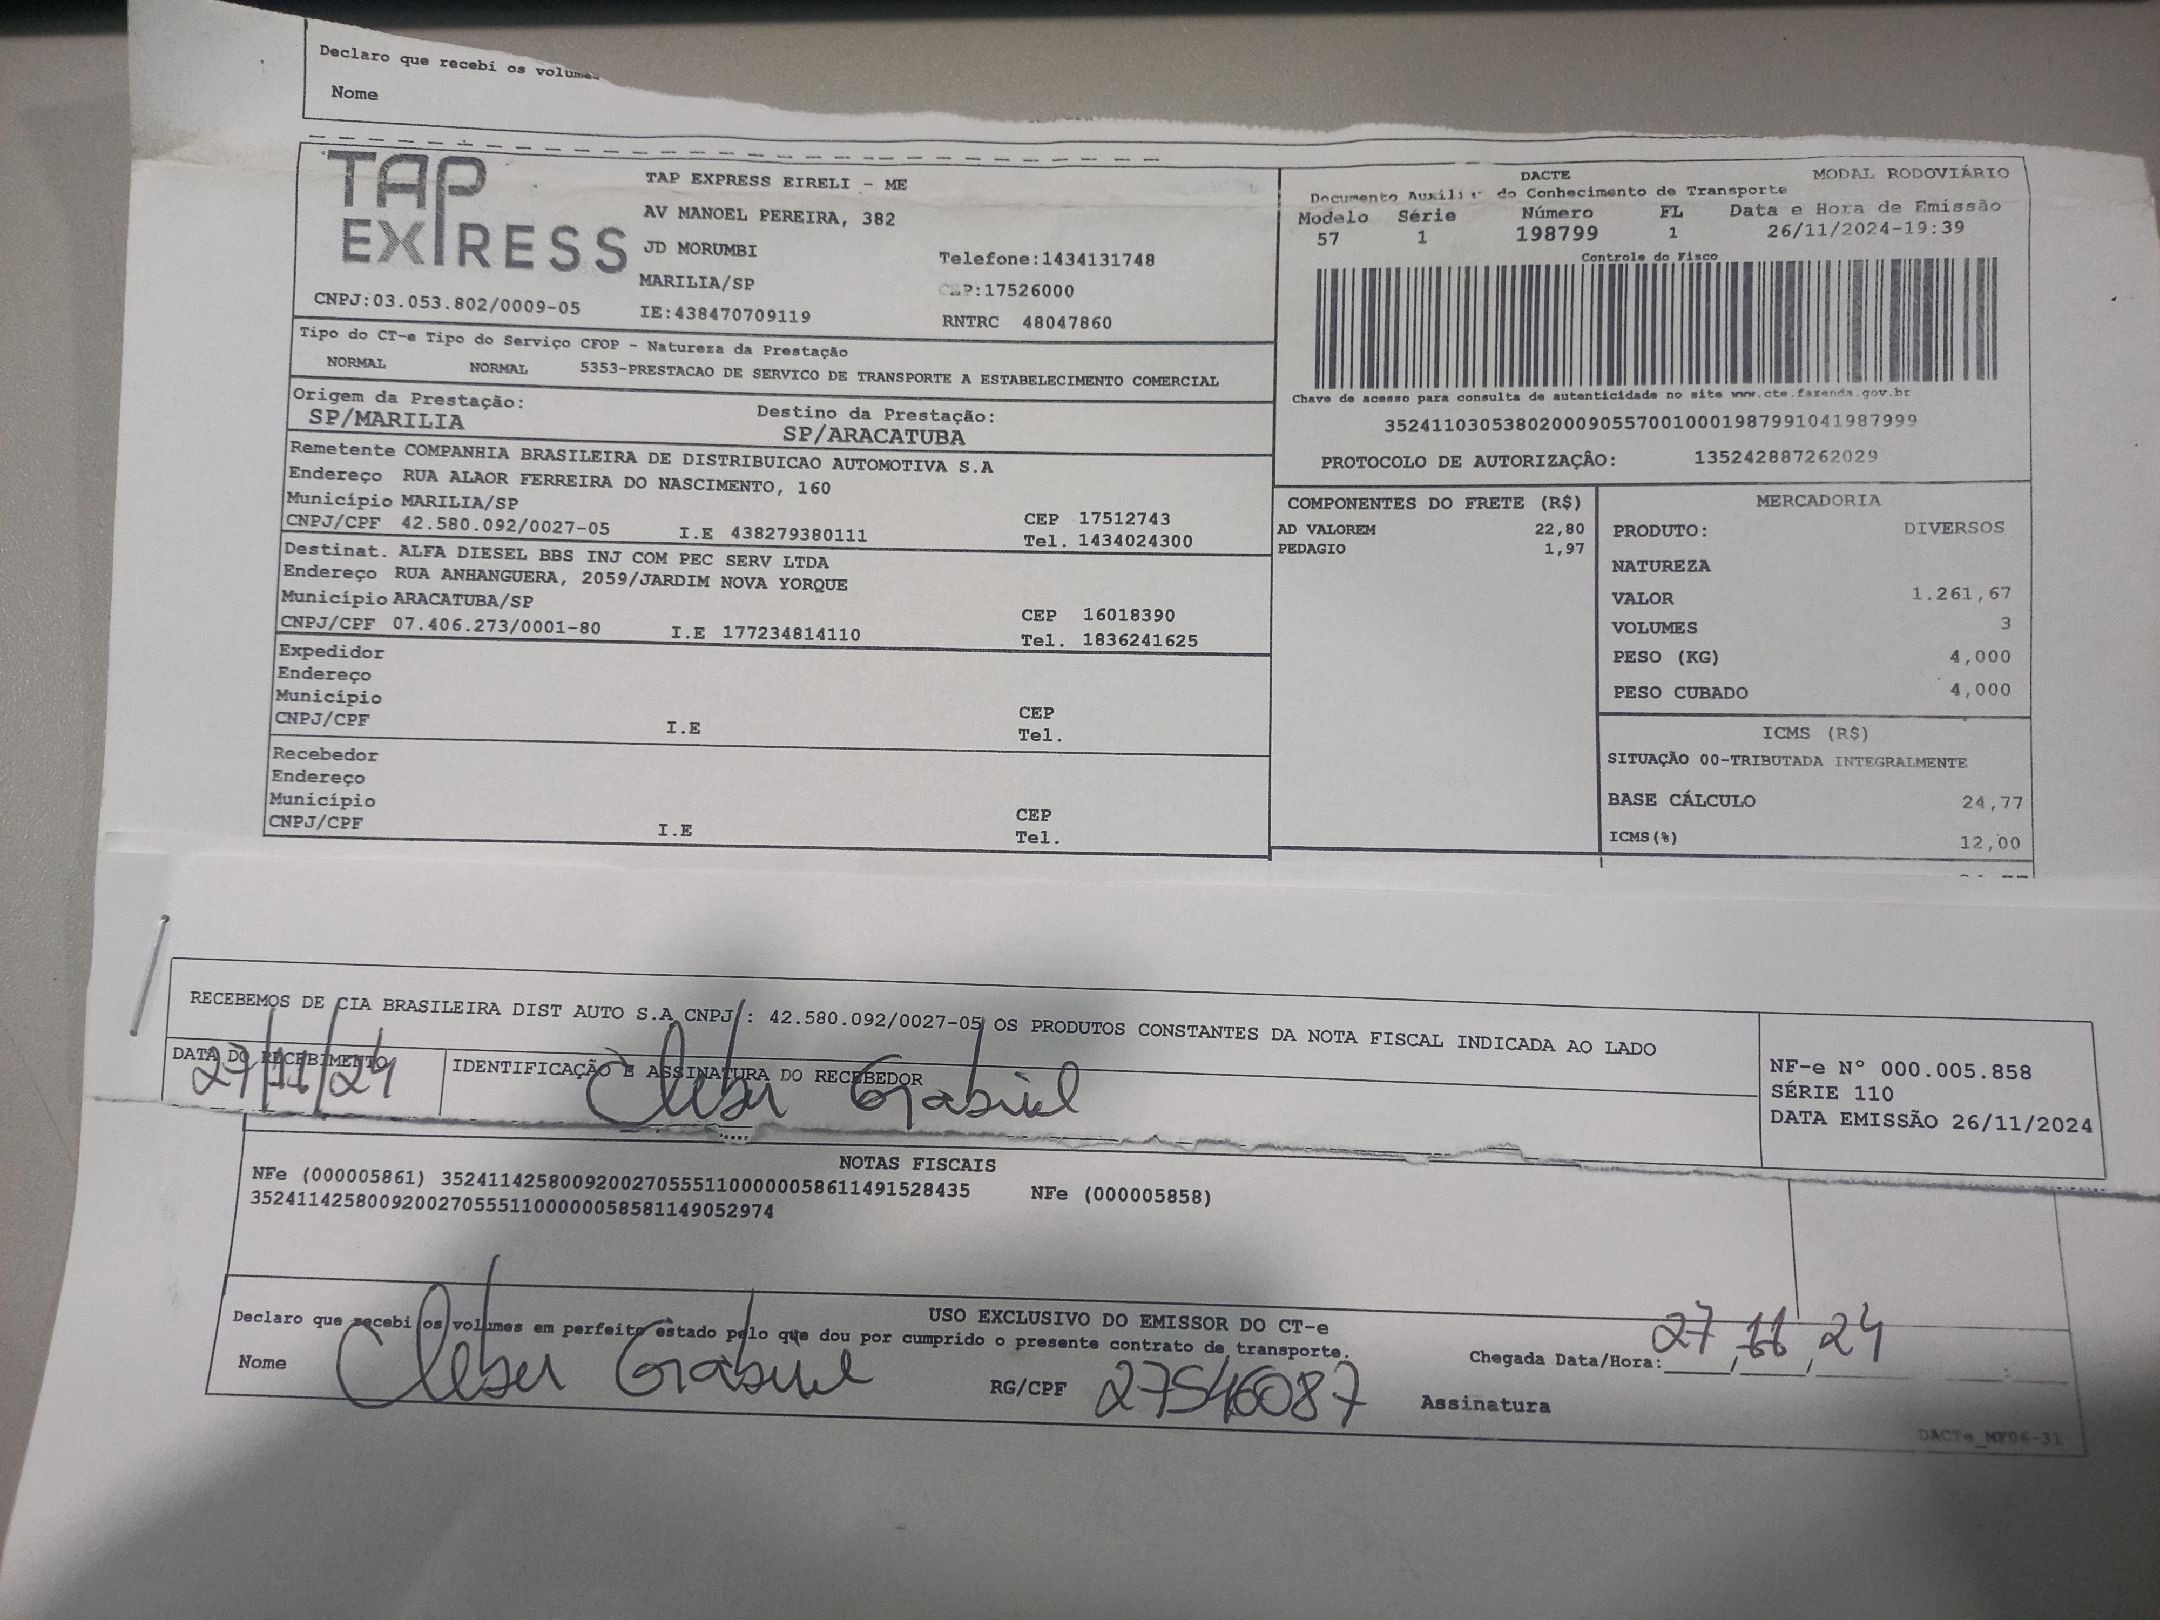 Declaro que recebi os volumes
Nome
TAP EXPRESS
TAP EXPRESS EIRELI - ME
AV MANOEL PEREIRA, 382
JD MORUMBI
Telefone:1434131748
MARILIA/SP
CEP:17526000
CNPJ:03.053.802/0009-05
IE:438470709119
RNTRC 48047860
DACTE
MODAL RODOVIÁRIO
Documento Auxiliar do Conhecimento de Transporte
Modelo Série Número FL Data e Hora de Emissão
57 1 198799 1 26/11/2024-19:39
Controle do Fisco
Chave de acesso para consulta de autenticidade no site www.cte.fazenda.gov.br
35241103053802000905570010001987991041987999
PROTOCOLO DE AUTORIZAÇÃO: 135242887262029
Tipo do CT-e Tipo do Serviço CFOP - Natureza da Prestação
NORMAL NORMAL 5353-PRESTACAO DE SERVICO DE TRANSPORTE A ESTABELECIMENTO COMERCIAL
Origem da Prestação: Destino da Prestação:
SP/MARILIA SP/ARACATUBA
Remetente COMPANHIA BRASILEIRA DE DISTRIBUICAO AUTOMOTIVA S.A
Endereço RUA ALAOR FERREIRA DO NASCIMENTO, 160
Município MARILIA/SP CEP 17512743
CNPJ/CPF 42.580.092/0027-05 I.E 438279380111 Tel. 1434024300
Destinat. ALFA DIESEL BBS INJ COM PEC SERV LTDA
Endereço RUA ANHANGUERA, 2059/JARDIM NOVA YORQUE
Município ARACATUBA/SP CEP 16018390
CNPJ/CPF 07.406.273/0001-80 I.E 177234814110 Tel. 1836241625
Expedidor
Endereço
Município CEP
CNPJ/CPF I.E Tel.
Recebedor
Endereço
Município CEP
CNPJ/CPF I.E Tel.
COMPONENTES DO FRETE (R$)
AD VALOREM 22,80
PEDAGIO 1,97
MERCADORIA
PRODUTO: DIVERSOS
NATUREZA
VALOR 1.261,67
VOLUMES 3
PESO (KG) 4,000
PESO CUBADO 4,000
ICMS (R$)
SITUAÇÃO 00-TRIBUTADA INTEGRALMENTE
BASE CÁLCULO 24,77
ICMS(%) 12,00
RECEBEMOS DE CIA BRASILEIRA DIST AUTO S.A CNPJ : 42.580.092/0027-05 OS PRODUTOS CONSTANTES DA NOTA FISCAL INDICADA AO LADO
DATA DO RECEBIMENTO
27/11/24
IDENTIFICAÇÃO E ASSINATURA DO RECEBEDOR
Cleber Gabriel
NF-e N° 000.005.858
SÉRIE 110
DATA EMISSÃO 26/11/2024
NOTAS FISCAIS
NFe (000005861) 35241142580092002705551100000058611491528435 NFe (000005858)
35241142580092002705551100000058581149052974
USO EXCLUSIVO DO EMISSOR DO CT-e
Declaro que recebi os volumes em perfeito estado pelo que dou por cumprido o presente contrato de transporte.
Nome Cleber Gabriel RG/CPF 27546087
Chegada Data/Hora: 27/11/24
Assinatura
DACTe_MF06-31